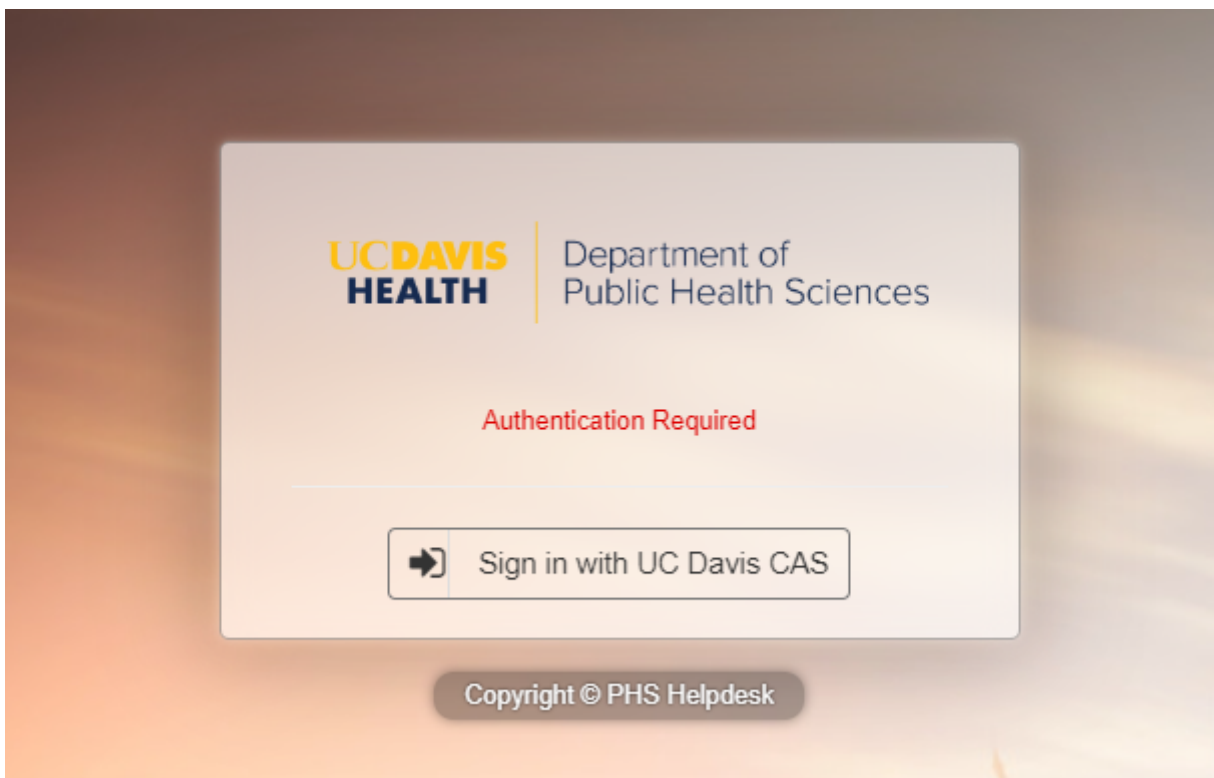 UCDAVIS
HEALTH
Department of
Public Health Sciences
Authentication Required
Sign in with UC Davis CAS
Copyright © PHS Helpdesk